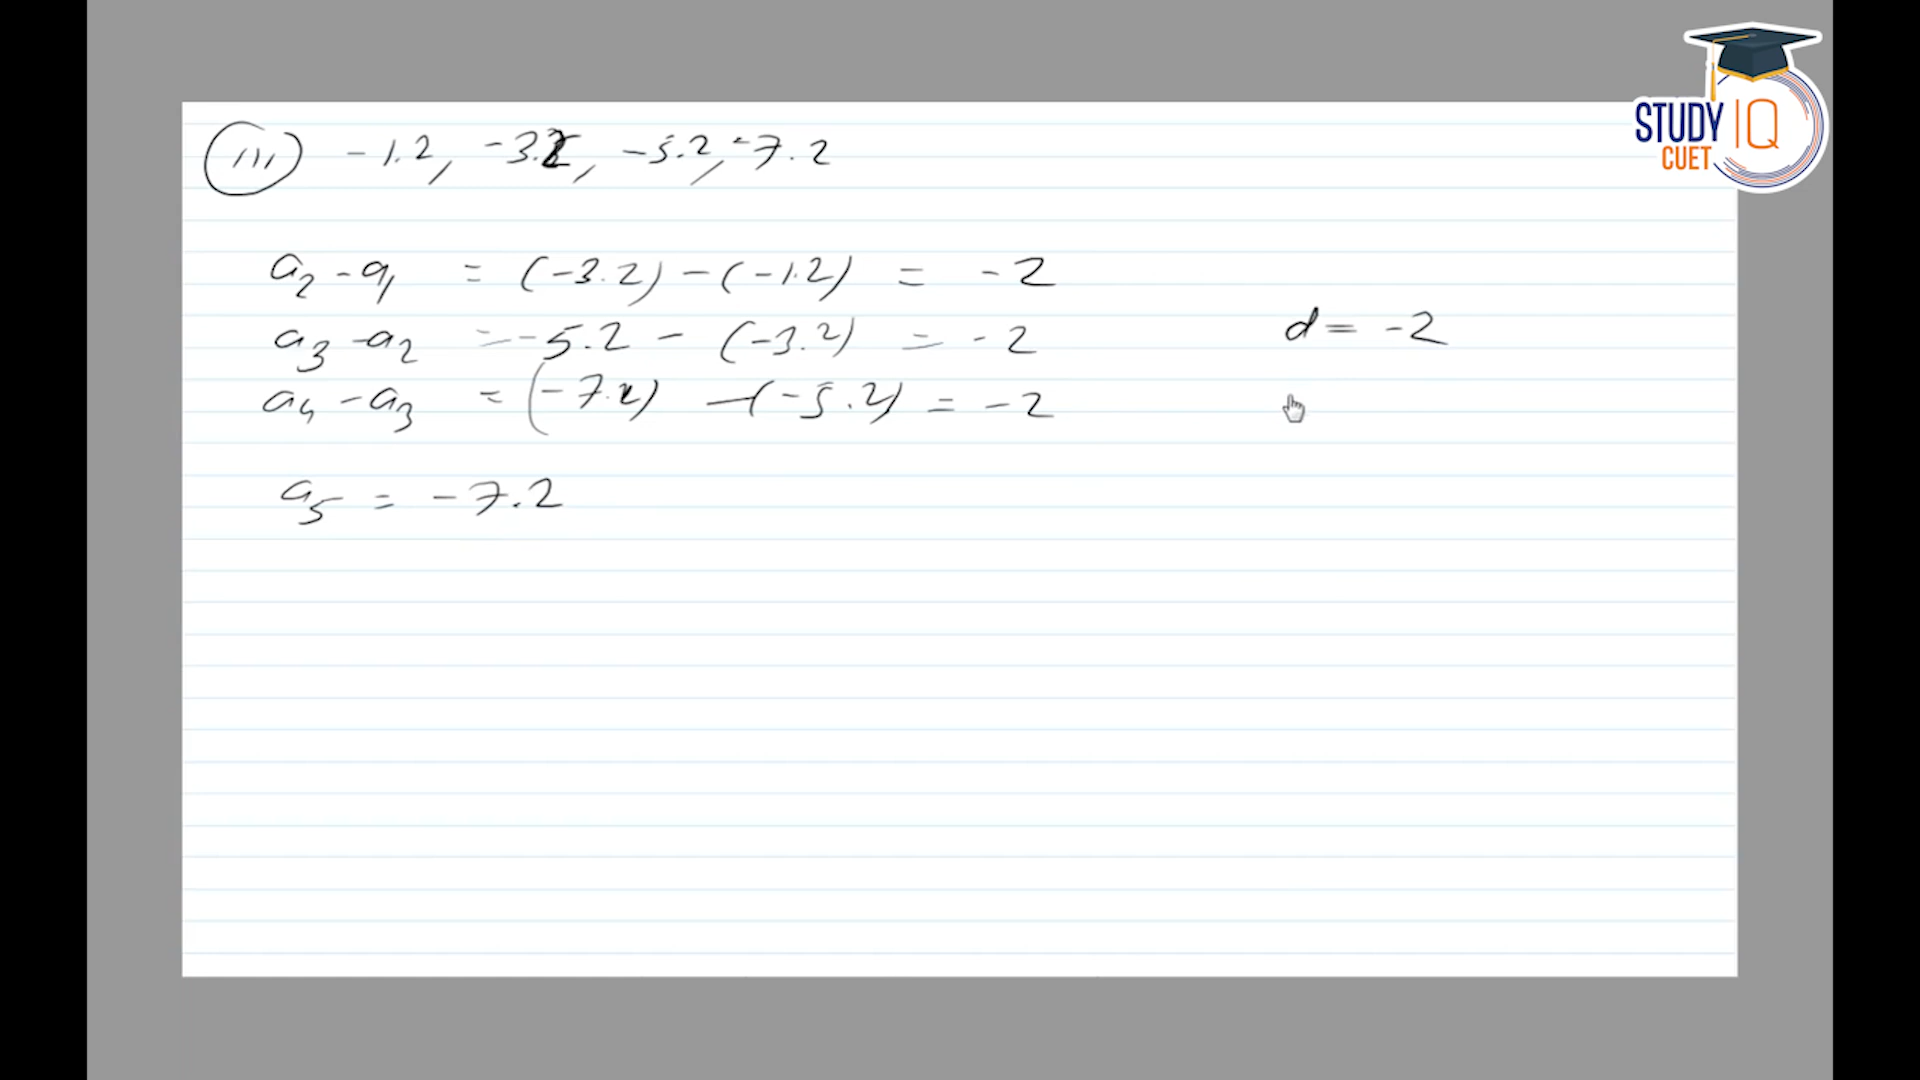 STUDY IQ
CUET
(iii) -1.2, -3.2, -5.2, -7.2
a2 - a1 = (-3.2) - (-1.2) = -2
a3 - a2 = -5.2 - (-3.2) = -2
a4 - a3 = (-7.2) - (-5.2) = -2
d = -2
a5 = -7.2